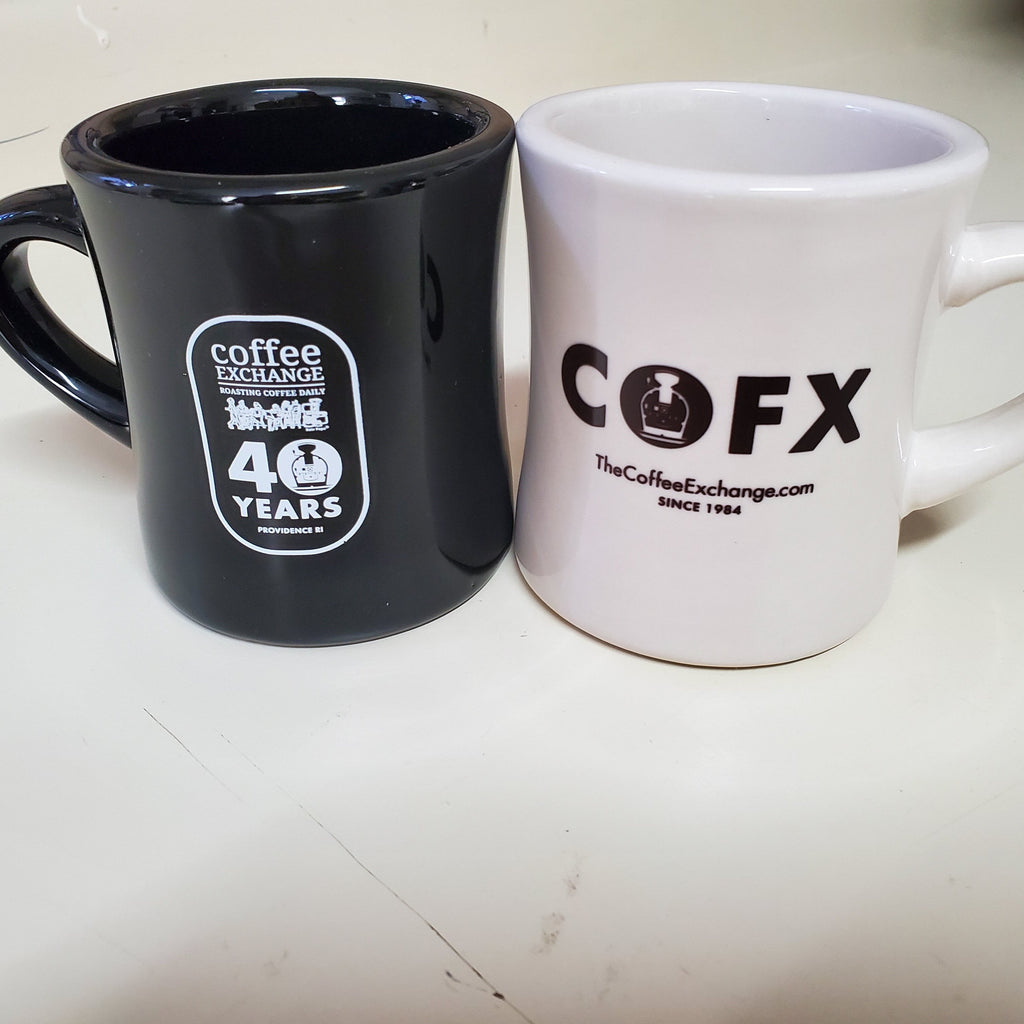 coffee
EXCHANGE
ROASTING COFFEE DAILY
40
YEARS
PROVIDENCE RI
COFX
TheCoffeeExchange.com
SINCE 1984